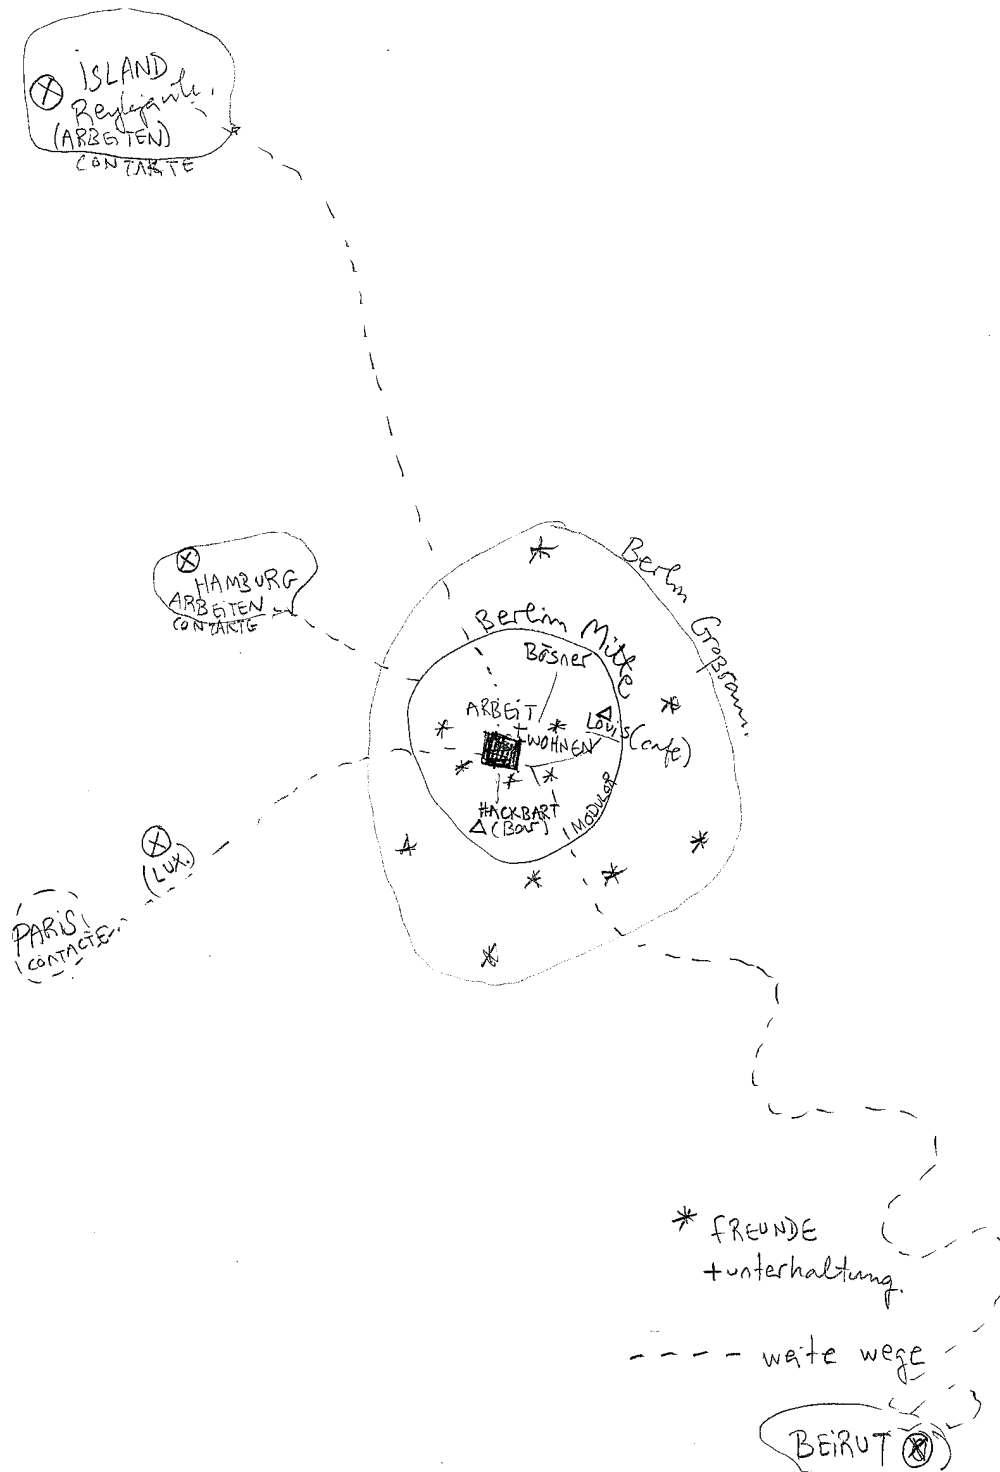 İSLAND
Reykjavik.
(ARBEITEN)
CONTAKTE
HAMBURG
ARBEITEN
CONTAKTE
Berlin Großraum.
Berlin Mitte
Bösner
ARBEIT
+WOHNEN
LOUIS (cafe)
HACKBART
(Bar)
MODULOR
(LUX.)
PARIS
CONTACTE
* FREUNDE
+unterhaltung.
---- weite wege
BEIRUT